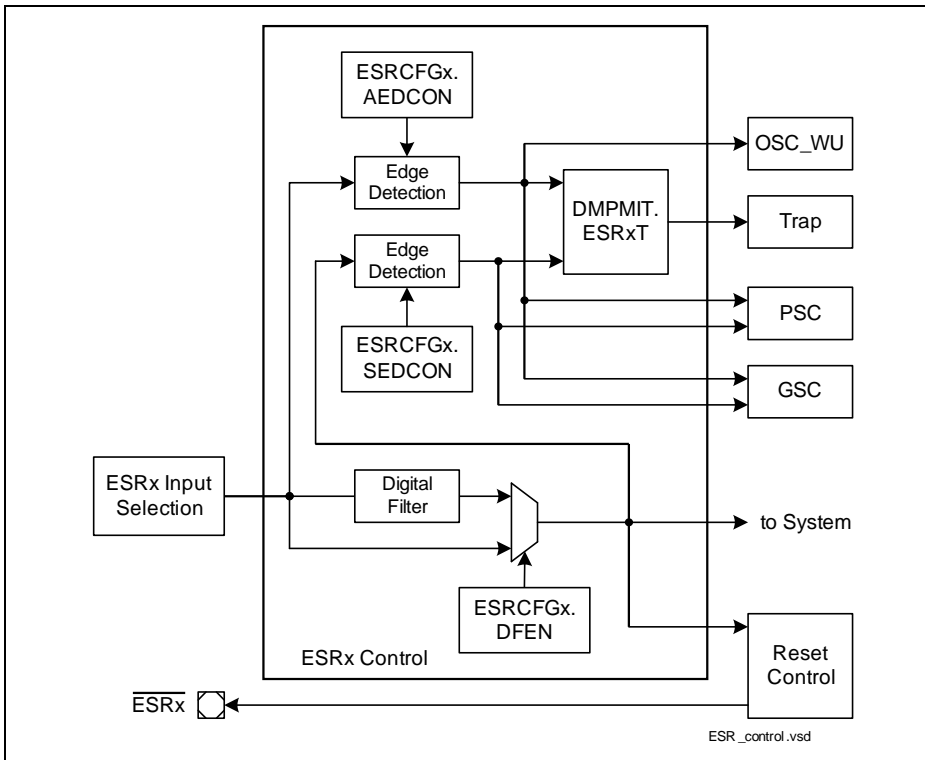 ESRCFGx.
AEDCON
Edge
Detection
OSC_WU
DMPMIT.
ESRxT
Trap
Edge
Detection
PSC
ESRCFGx.
SEDCON
GSC
ESRx Input
Selection
Digital
Filter
to System
ESRCFGx.
DFEN
ESRx Control
Reset
Control
ESRx
ESR_control.vsd